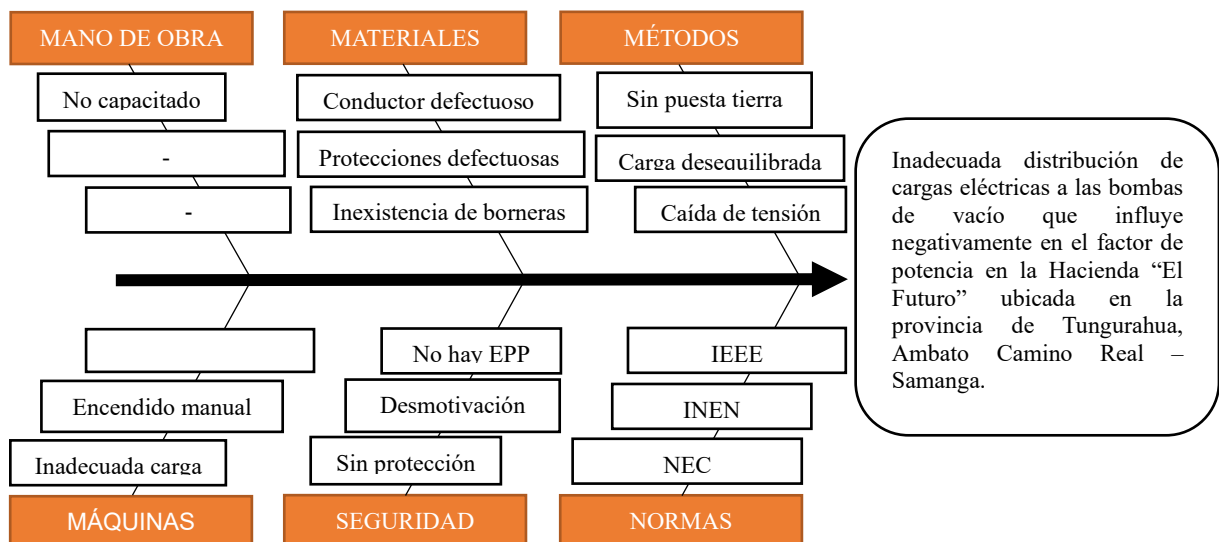 MANO DE OBRA
MATERIALES
MÉTODOS
No capacitado
-
-
Conductor defectuoso
Protecciones defectuosas
Inexistencia de borneras
Sin puesta tierra
Carga desequilibrada
Caída de tensión
Inadecuada distribución de
cargas eléctricas a las bombas
de vacío que influye
negativamente en el factor de
potencia en la Hacienda “El
Futuro” ubicada en la
provincia de Tungurahua,
Ambato Camino Real –
Samanga.
Encendido manual
Inadecuada carga
No hay EPP
Desmotivación
Sin protección
IEEE
INEN
NEC
MÁQUINAS
SEGURIDAD
NORMAS